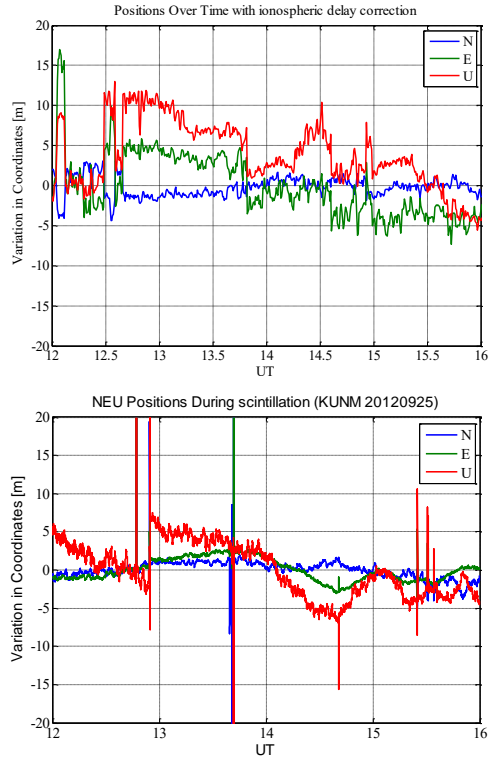 Positions Over Time with ionospheric delay correction
20
15
10
5
0
-5
-10
-15
-20
Variation in Coordinates [m]
N
E
U
12 12.5 13 13.5 14 14.5 15 15.5 16
UT
NEU Positions During scintillation (KUNM 20120925)
20
15
10
5
0
-5
-10
-15
-20
Variation in Coordinates [m]
N
E
U
12 13 14 15 16
UT